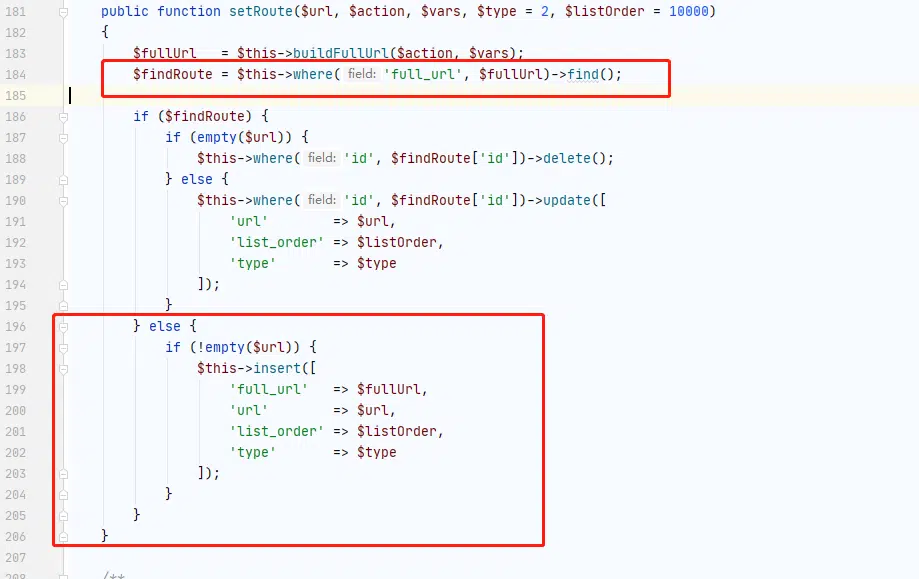 181 public function setRoute($url, $action, $vars, $type = 2, $listOrder = 10000)
182 {
183 $fullUrl   = $this->buildFullUrl($action, $vars);
184 $findRoute = $this->where( field: 'full_url', $fullUrl)->find();
185
186 if ($findRoute) {
187 if (empty($url)) {
188 $this->where( field: 'id', $findRoute['id'])->delete();
189 } else {
190 $this->where( field: 'id', $findRoute['id'])->update([
191 'url'        => $url,
192 'list_order' => $listOrder,
193 'type'       => $type
194 ]);
195 }
196 } else {
197 if (!empty($url)) {
198 $this->insert([
199 'full_url'   => $fullUrl,
200 'url'        => $url,
201 'list_order' => $listOrder,
202 'type'       => $type
203 ]);
204 }
205 }
206 }
207
208 /**